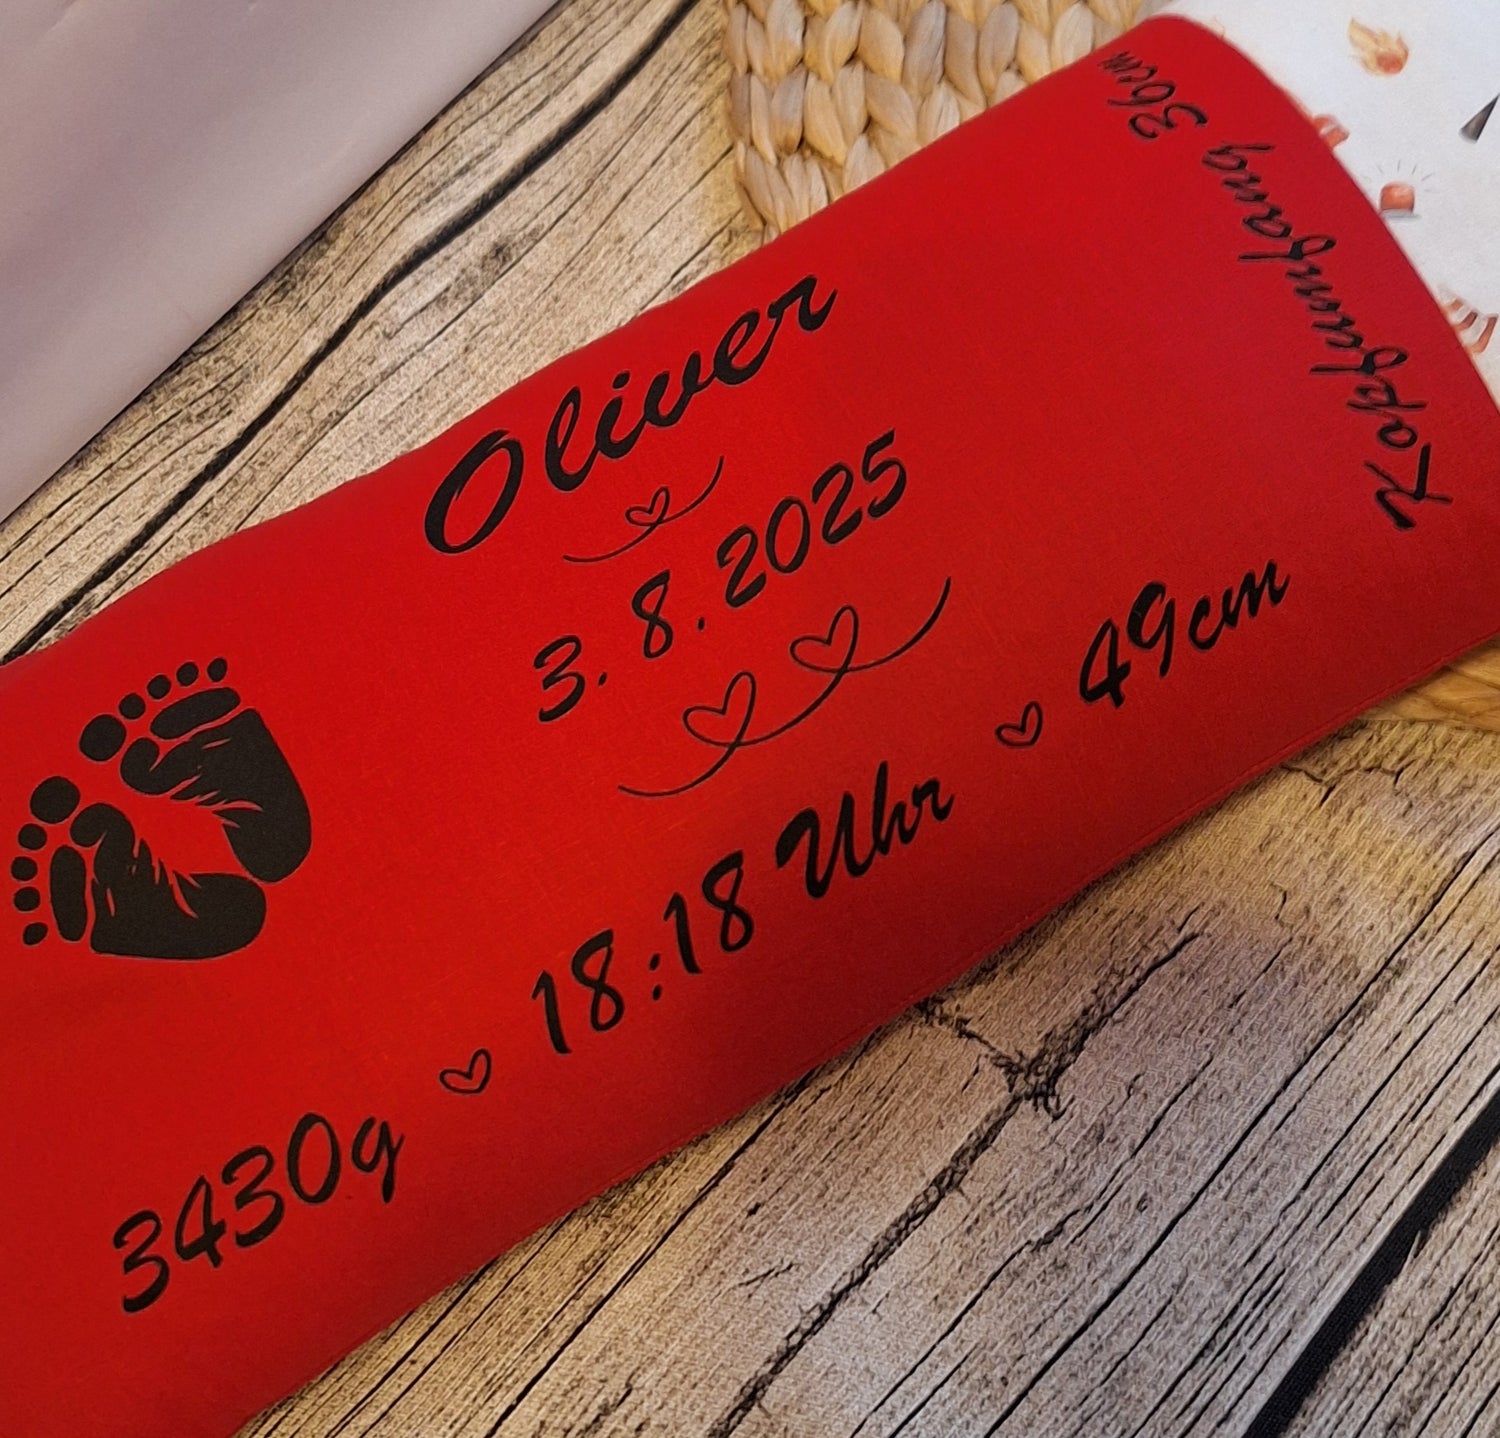 Oliver
3.8.2025
3430g ♡ 18:18 Uhr ♡ 49cm
Kopfumfang 36cm